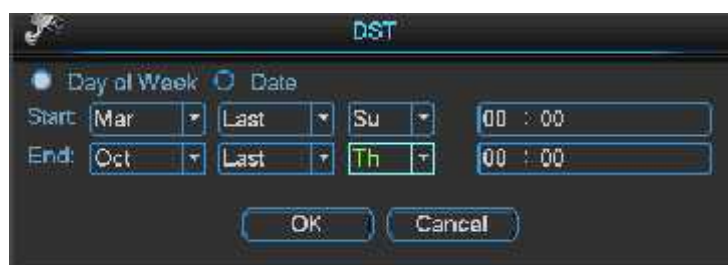 DST
Day of Week Date
Start: Mar Last Su 00 : 00
End: Oct Last Th 00 : 00
OK Cancel